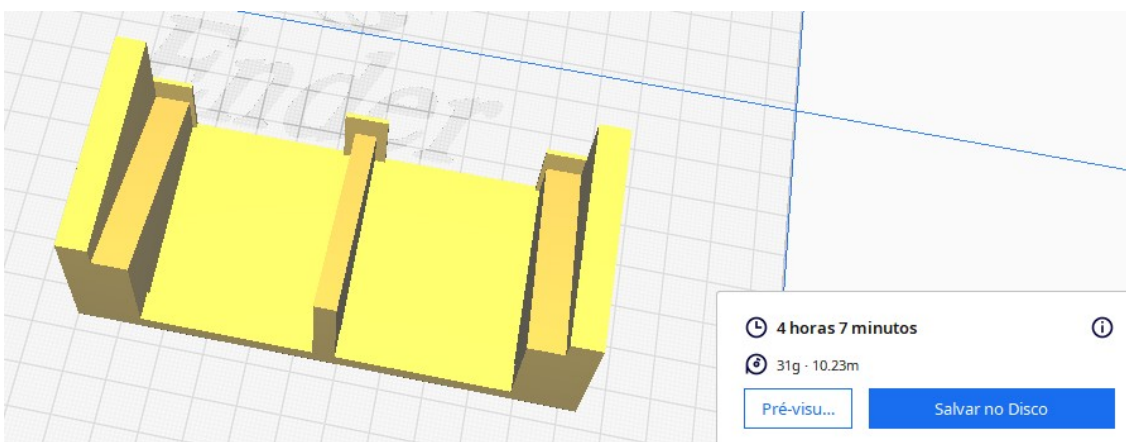 Ender
4 horas 7 minutos
31g · 10.23m
Pré-visu...
Salvar no Disco